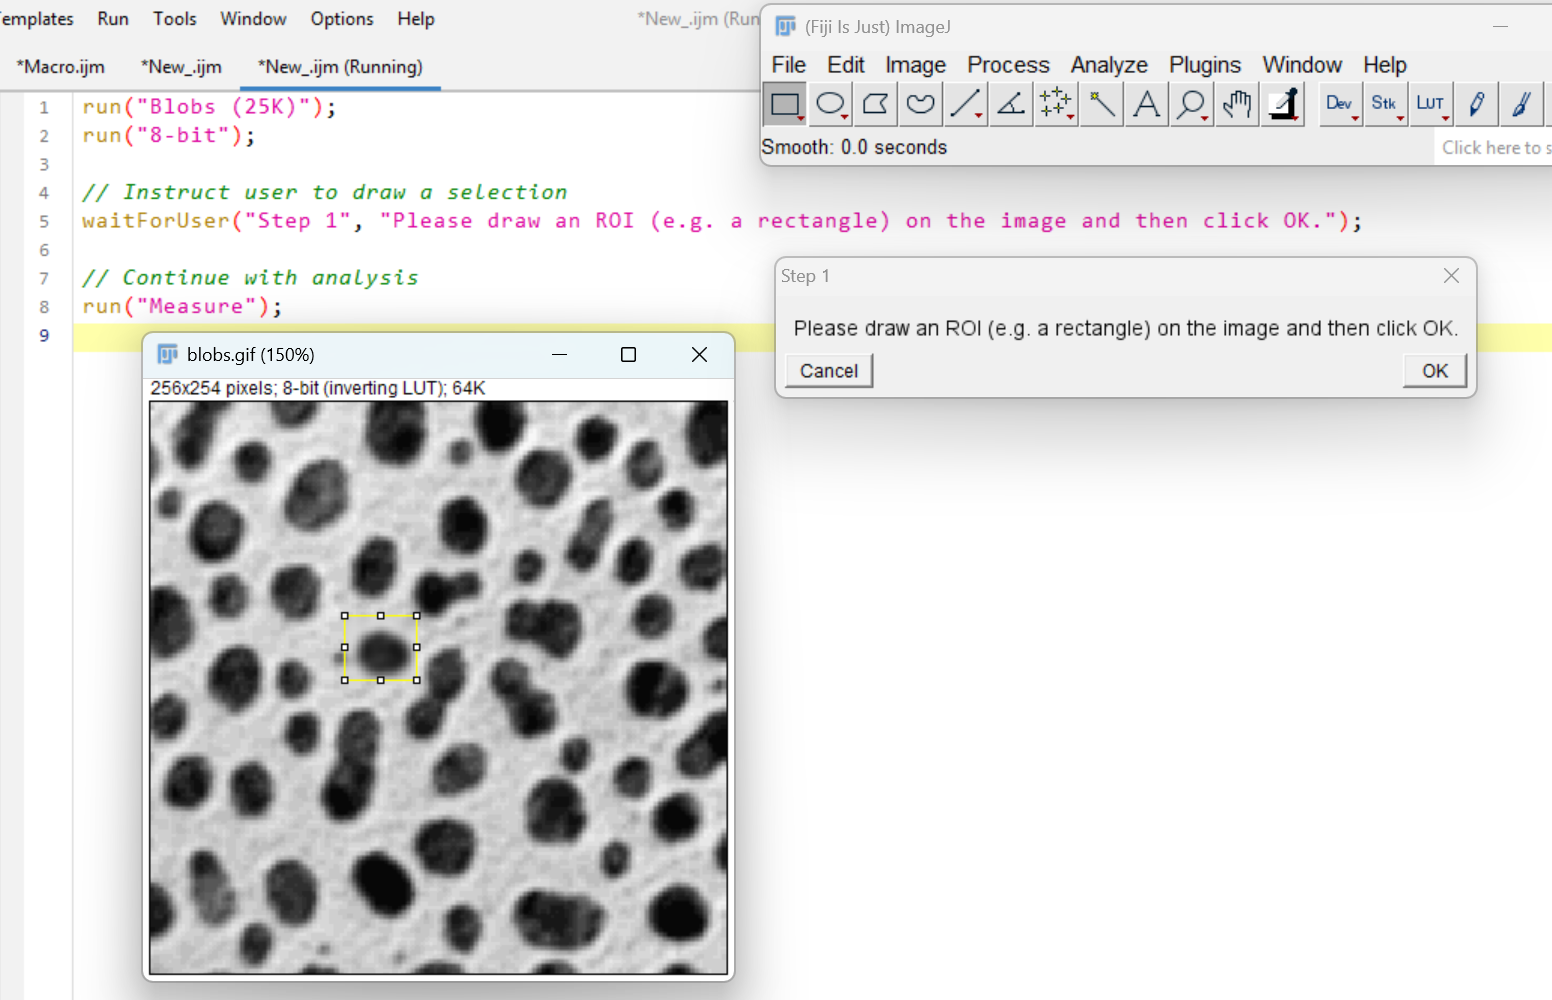 emplates Run Tools Window Options Help
*New_.ijm (Run
*Macro.ijm *New_.ijm *New_.ijm (Running)
1 run("Blobs (25K)");
2 run("8-bit");
3
4 // Instruct user to draw a selection
5 waitForUser("Step 1", "Please draw an ROI (e.g. a rectangle) on the image and then click OK.");
6
7 // Continue with analysis
8 run("Measure");
9
(Fiji Is Just) ImageJ
File Edit Image Process Analyze Plugins Window Help
A Dev Stk LUT
Smooth: 0.0 seconds
Click here to s
Step 1
Please draw an ROI (e.g. a rectangle) on the image and then click OK.
Cancel OK
blobs.gif (150%)
256x254 pixels; 8-bit (inverting LUT); 64K